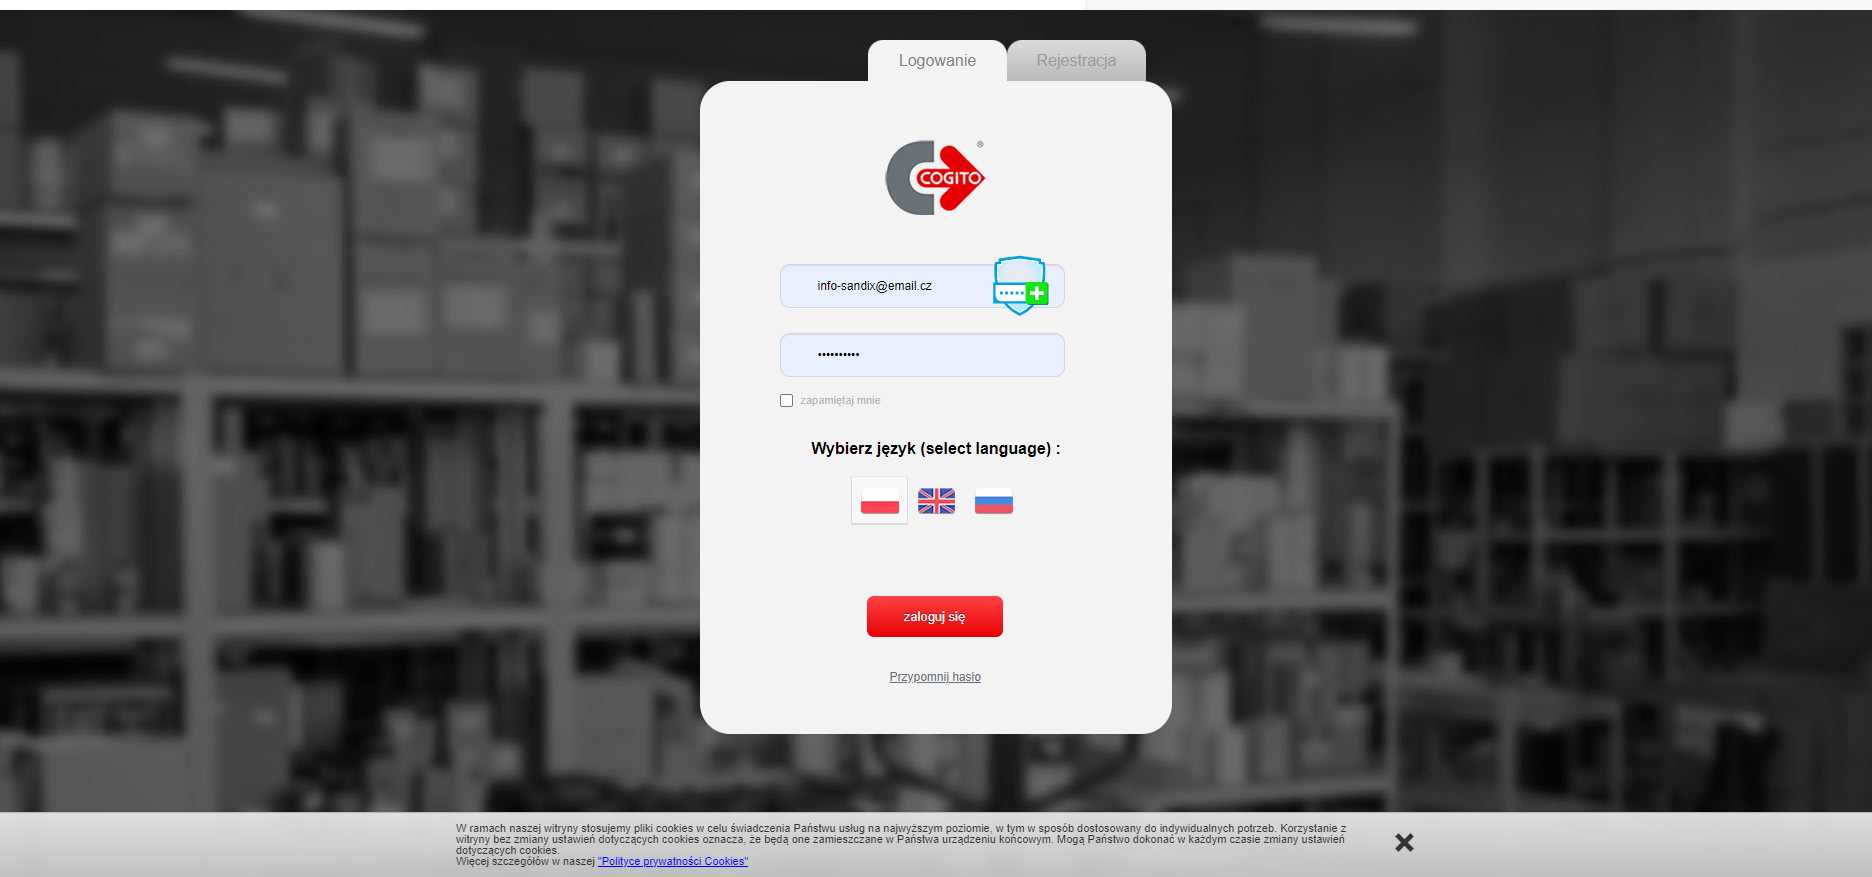 Logowanie
Rejestracja
COGITO
®
info-sandix@email.cz
zapamiętaj mnie
Wybierz język (select language) :
zaloguj się
Przypomnij hasło
W ramach naszej witryny stosujemy pliki cookies w celu świadczenia Państwu usług na najwyższym poziomie, w tym w sposób dostosowany do indywidualnych potrzeb. Korzystanie z
witryny bez zmiany ustawień dotyczących cookies oznacza, że będą one zamieszczane w Państwa urządzeniu końcowym. Mogą Państwo dokonać w każdym czasie zmiany ustawień
dotyczących cookies.
Więcej szczegółów w naszej "Polityce prywatności Cookies"